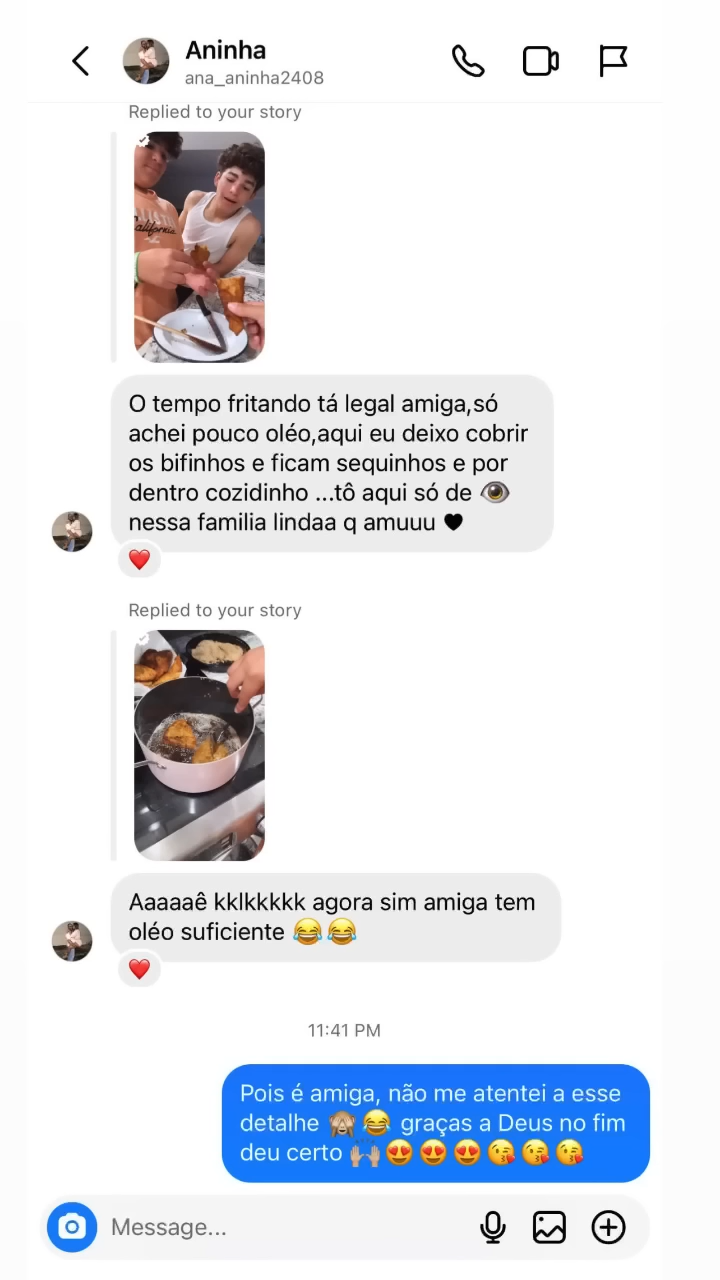 Aninha
ana_aninha2408
Replied to your story
California
O tempo fritando tá legal amiga,só
achei pouco oléo,aqui eu deixo cobrir
os bifinhos e ficam sequinhos e por
dentro cozidinho ...tô aqui só de 👁️
nessa familia lindaa q amuuu 🖤
❤️
Replied to your story
Aaaaaê kklkkkkk agora sim amiga tem
oléo suficiente 😂😂
❤️
11:41 PM
Pois é amiga, não me atentei a esse
detalhe 🙈😂 graças a Deus no fim
deu certo 🙌🏼😍😍😍😘😘😘
Message...